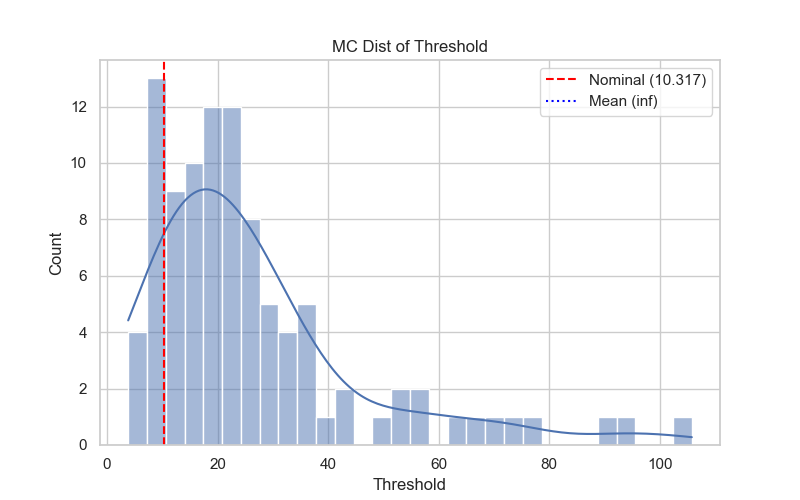 MC Dist of Threshold
Nominal (10.317)
Mean (inf)
Count
12
10
8
6
4
2
0
0 20 40 60 80 100
Threshold